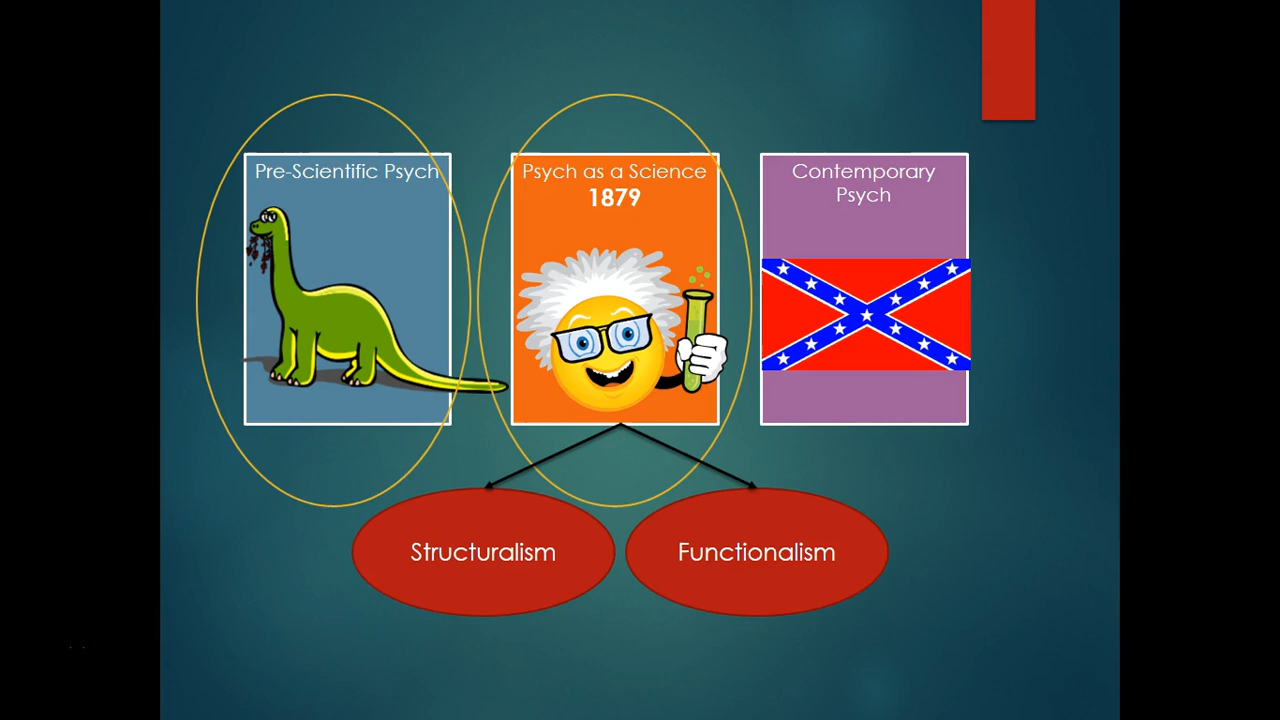 Pre-Scientific Psych
Psych as a Science
1879
Contemporary
Psych
Structuralism
Functionalism